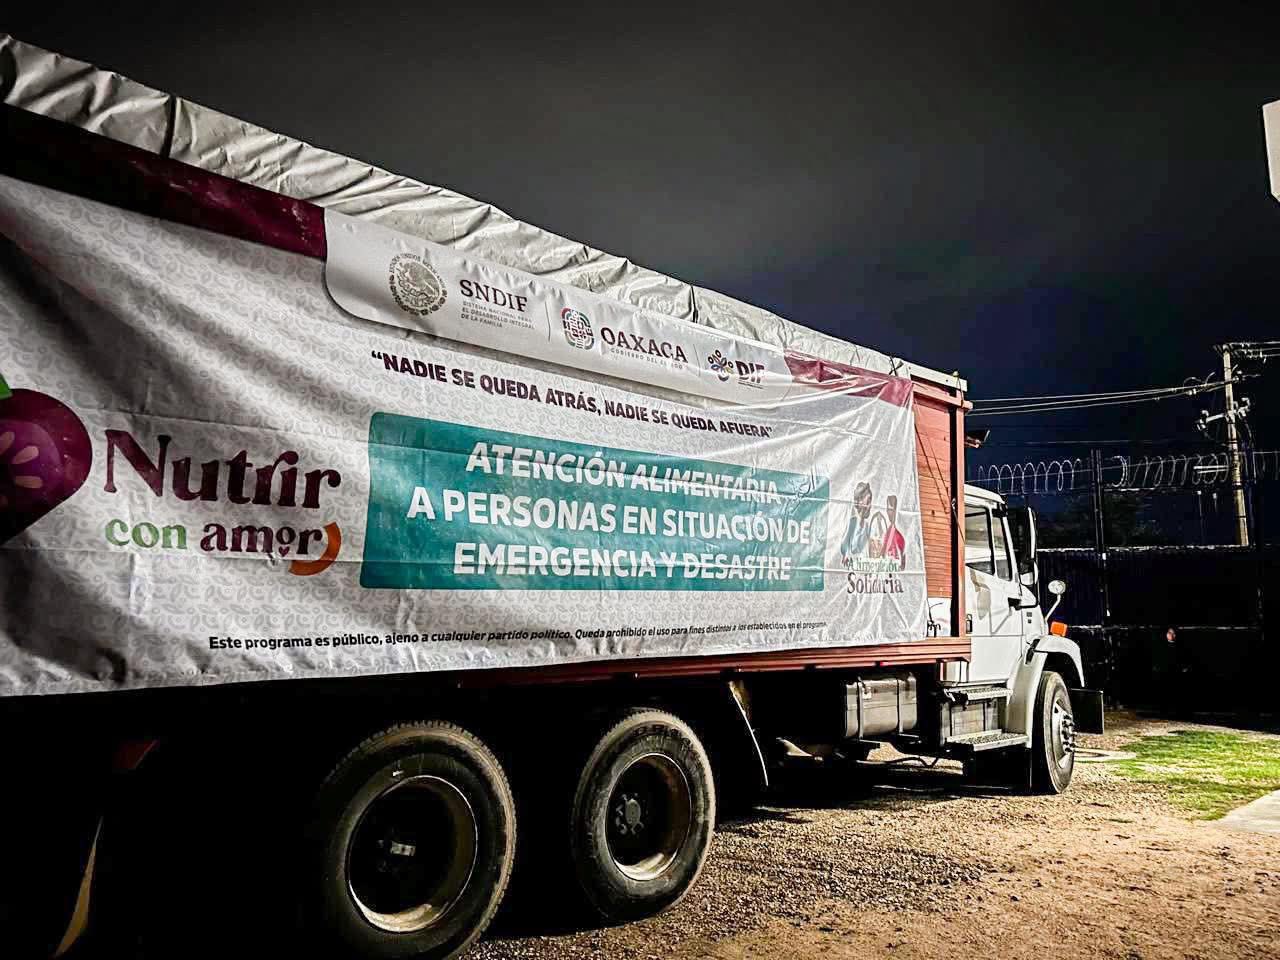 SNDIF
SISTEMA NACIONAL PARA
EL DESARROLLO INTEGRAL
DE LA FAMILIA
OAXACA
GOBIERNO DEL ESTADO
DIF
“NADIE SE QUEDA ATRÁS, NADIE SE QUEDA AFUERA”
Nutrir
con amor
ATENCIÓN ALIMENTARIA
A PERSONAS EN SITUACIÓN DE
EMERGENCIA Y DESASTRE
Alimentación
Solidaria
Este programa es público, ajeno a cualquier partido político. Queda prohibido el uso para fines distintos a los establecidos en el programa.